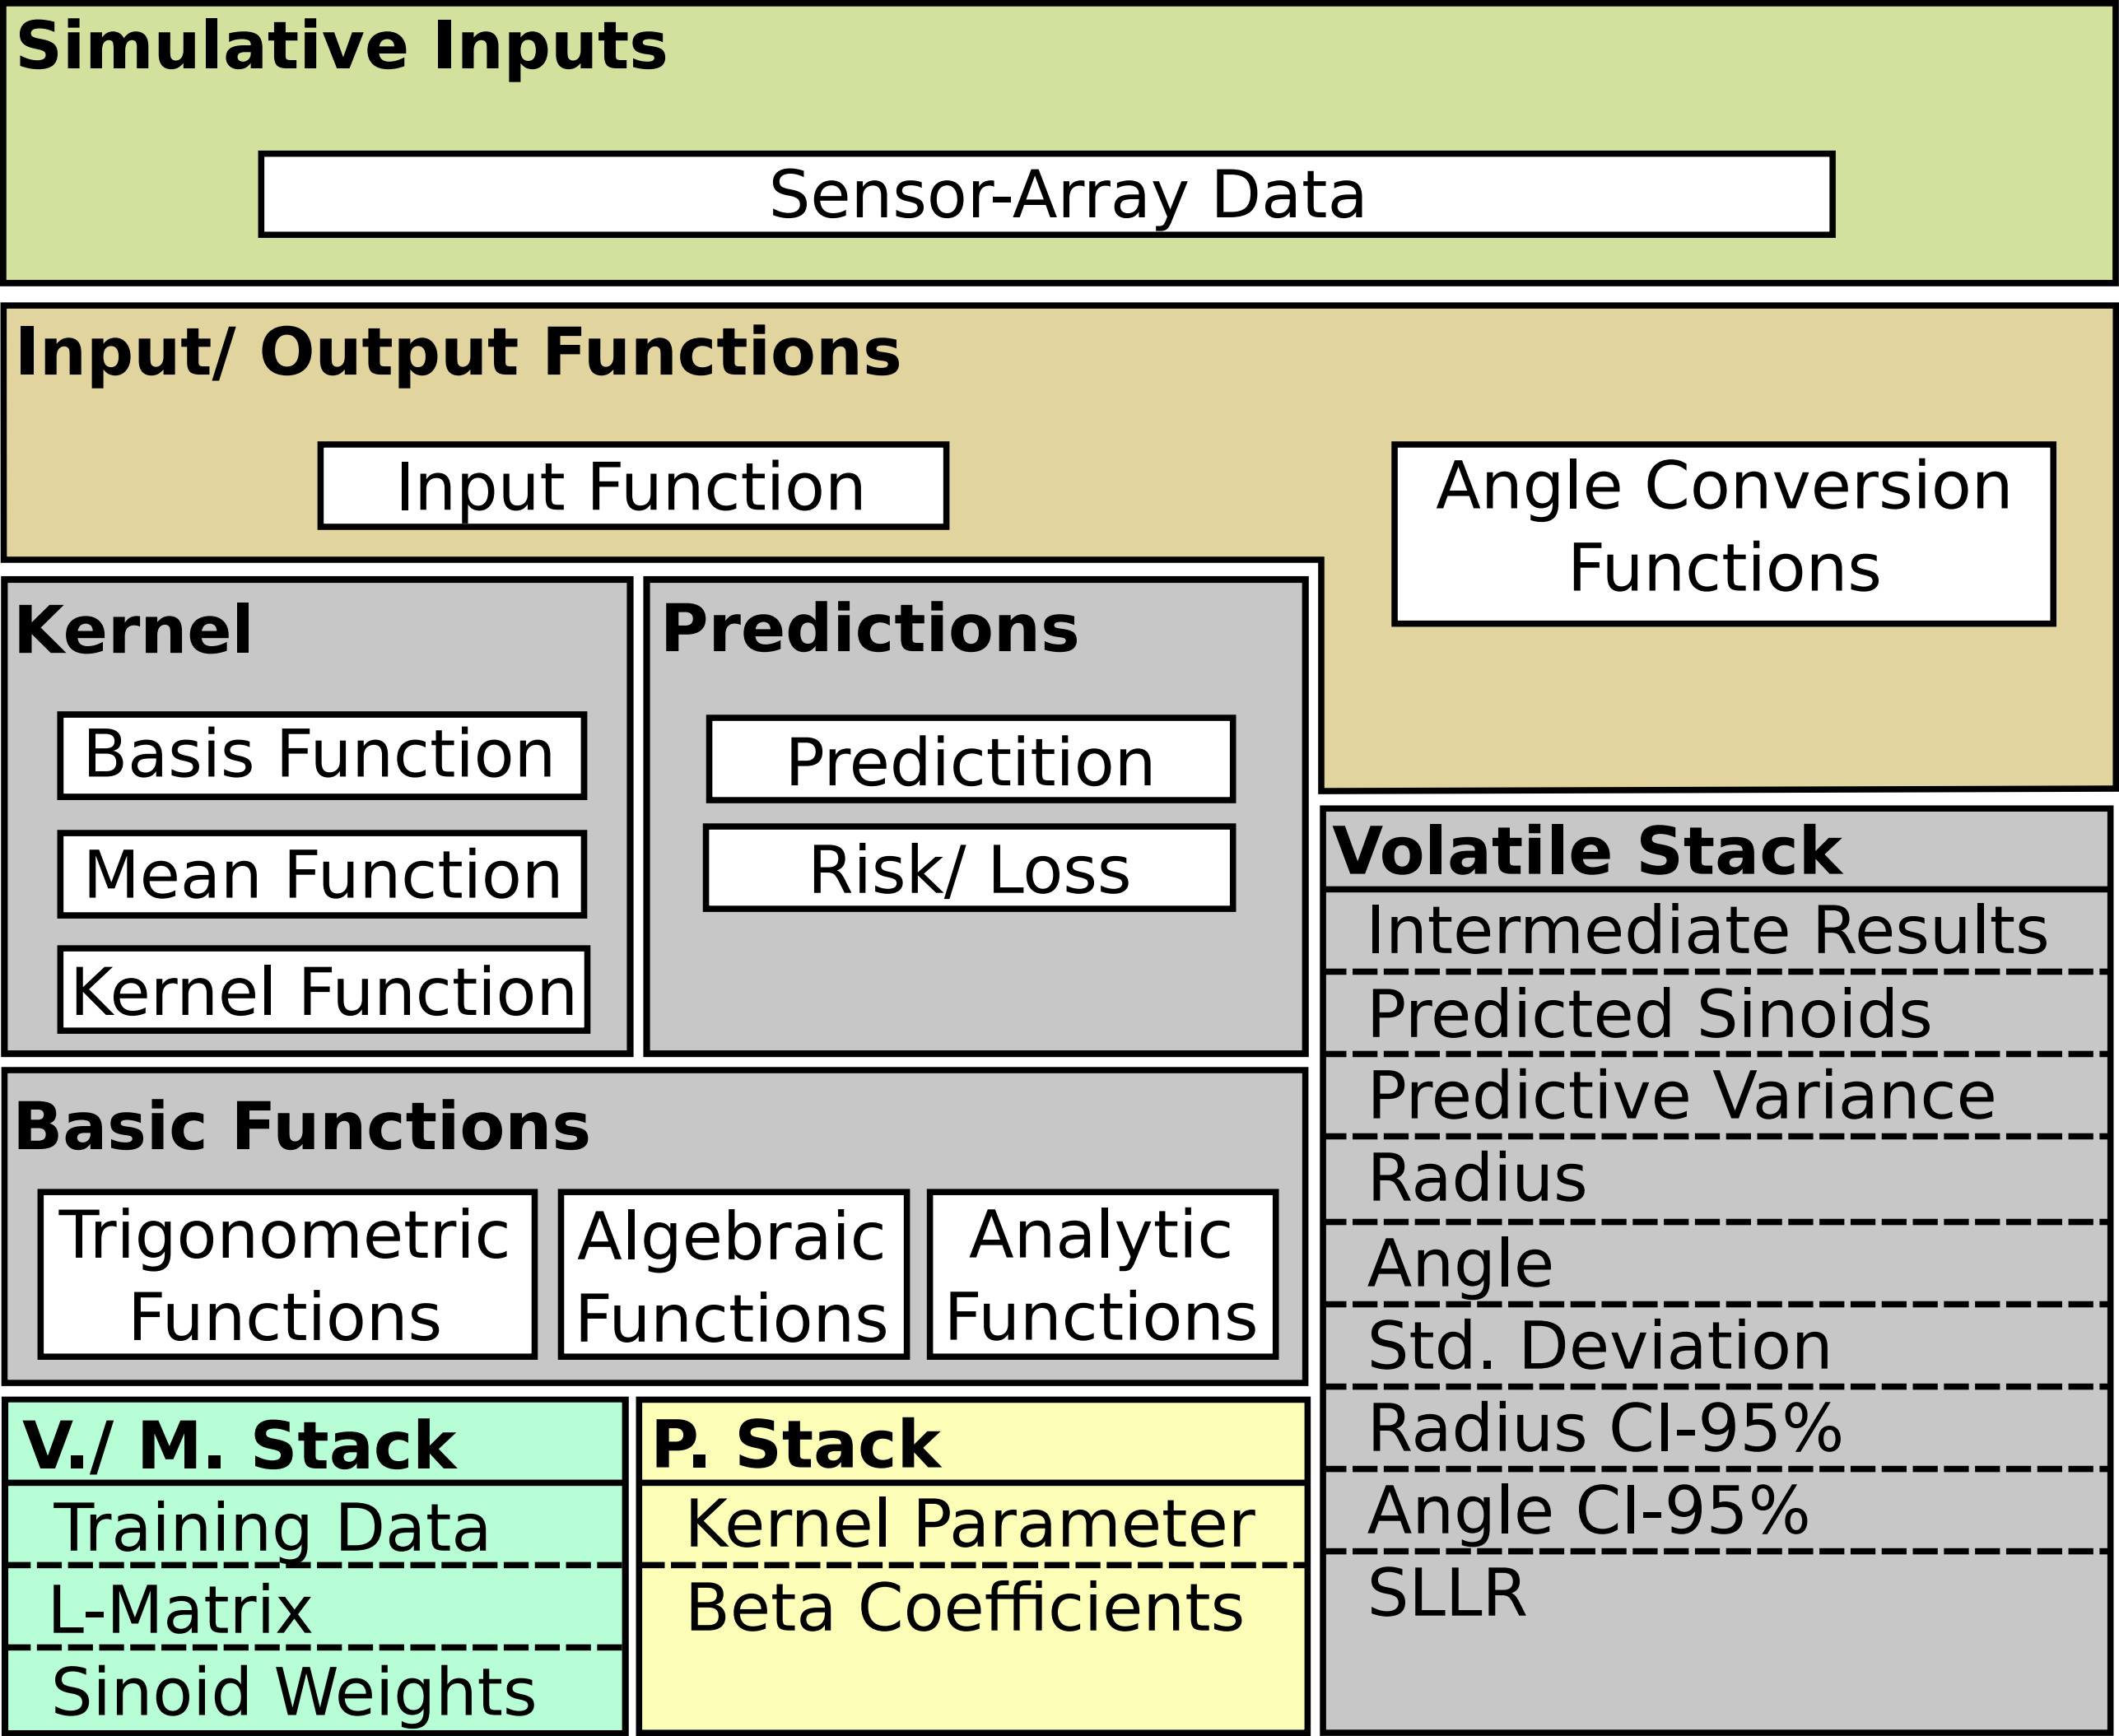 Simulative Inputs
Sensor-Array Data
Input/ Output Functions
Input Function
Angle Conversion
Functions
Kernel
Basis Function
Mean Function
Kernel Function
Predictions
Predictition
Risk/ Loss
Basic Functions
Trigonometric
Functions
Algebraic
Functions
Analytic
Functions
V./ M. Stack
Training Data
L-Matrix
Sinoid Weights
P. Stack
Kernel Parameter
Beta Coefficients
Volatile Stack
Intermediate Results
Predicted Sinoids
Predictive Variance
Radius
Angle
Std. Deviation
Radius CI-95%
Angle CI-95%
SLLR